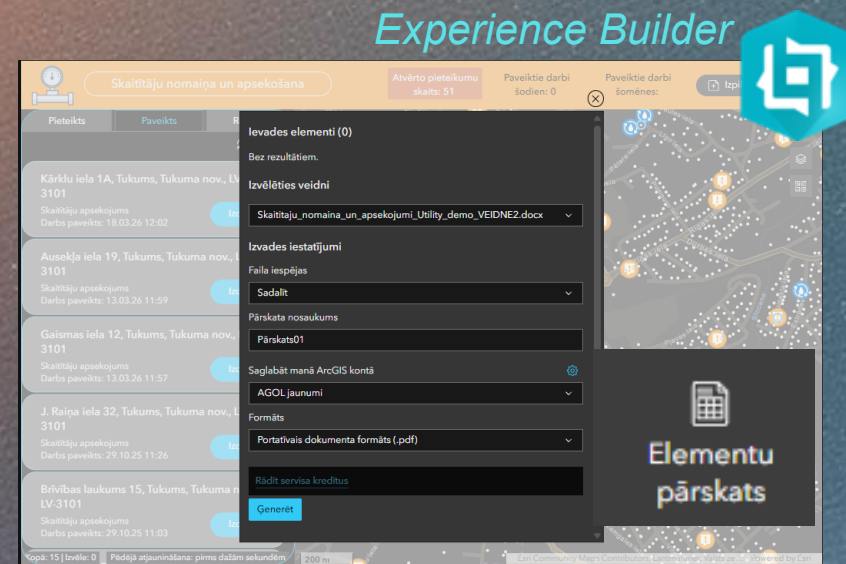 Experience Builder
Skaitītāju nomaiņa un apsekošana
Atvērto pieteikumu
skaits: 51
Paveiktie darbi
šodien: 0
Paveiktie darbi
šomēnes:
Pieteikts
Paveikts
Kārklu iela 1A, Tukums, Tukuma nov., LV-
3101
Skaitītāju apsekojums
Darbs paveikts: 18.03.26 12:02
Ausekļa iela 19, Tukums, Tukuma nov.,
3101
Skaitītāju apsekojums
Darbs paveikts: 13.03.26 11:59
Gaismas iela 12, Tukums, Tukuma nov.,
3101
Skaitītāju apsekojums
Darbs paveikts: 13.03.26 11:57
J. Raiņa iela 32, Tukums, Tukuma nov.,
3101
Skaitītāju apsekojums
Darbs paveikts: 29.10.25 11:26
Brīvības laukums 15, Tukums, Tukuma
LV-3101
Skaitītāju apsekojums
Darbs paveikts: 29.10.25 11:03
Kopā: 15 | Izvēle: 0 Pēdējā atjaunināšana: pirms dažām sekundēm
Ievades elementi (0)
Bez rezultātiem.
Izvēlēties veidni
Skaititaju_nomaina_un_apsekojumi_Utility_demo_VEIDNE2.docx
Izvades iestatījumi
Faila iespējas
Sadalīt
Pārskata nosaukums
Pārskats01
Saglabāt manā ArcGIS kontā
AGOL jaunumi
Formāts
Portatīvais dokumenta formāts (.pdf)
Rādīt servisa kredītus
Ģenerēt
Elementu
pārskats
200 m
Powered by Esri